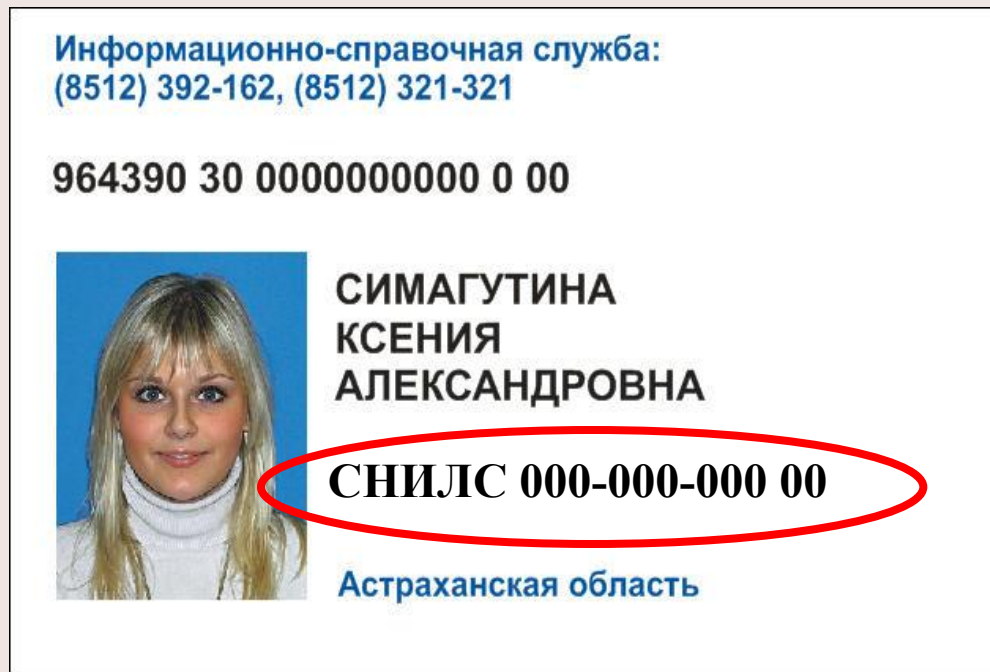 Информационно-справочная служба:
(8512) 392-162, (8512) 321-321
964390 30 0000000000 0 00
СИМАГУТИНА
КСЕНИЯ
АЛЕКСАНДРОВНА
СНИЛС 000-000-000 00
Астраханская область